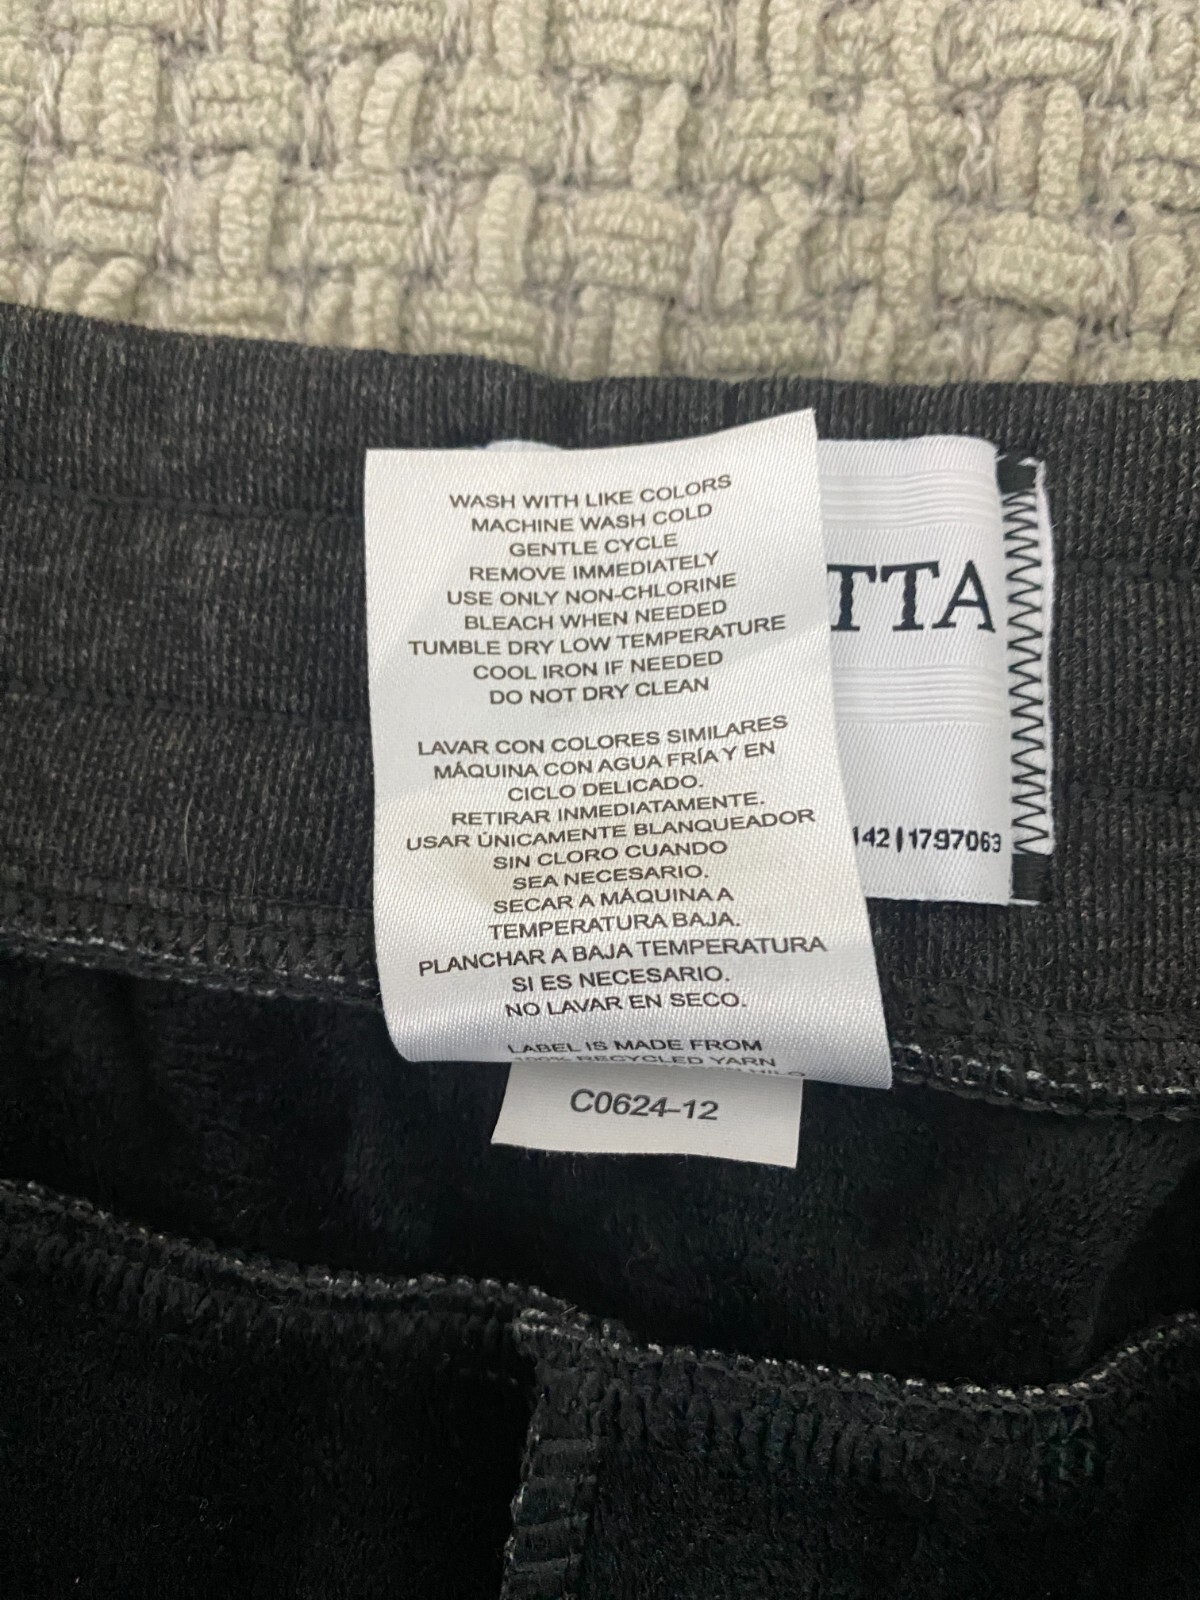 WASH WITH LIKE COLORS
MACHINE WASH COLD
GENTLE CYCLE
REMOVE IMMEDIATELY
USE ONLY NON-CHLORINE
BLEACH WHEN NEEDED
TUMBLE DRY LOW TEMPERATURE
COOL IRON IF NEEDED
DO NOT DRY CLEAN
LAVAR CON COLORES SIMILARES
MÁQUINA CON AGUA FRÍA Y EN
CICLO DELICADO.
RETIRAR INMEDIATAMENTE.
USAR ÚNICAMENTE BLANQUEADOR
SIN CLORO CUANDO
SEA NECESARIO.
SECAR A MÁQUINA A
TEMPERATURA BAJA.
PLANCHAR A BAJA TEMPERATURA
SI ES NECESARIO.
NO LAVAR EN SECO.
LABEL IS MADE FROM
100% RECYCLED YARN
C0624-12
TTA
142|1797063